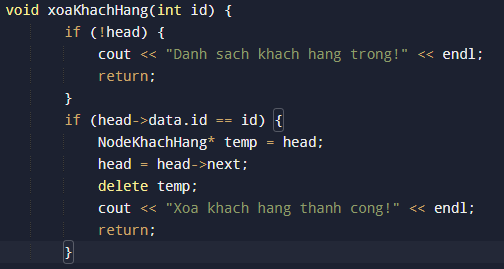 void xoaKhachHang(int id) {
if (!head) {
cout << "Danh sach khach hang trong!" << endl;
return;
}
if (head->data.id == id) {
NodeKhachHang* temp = head;
head = head->next;
delete temp;
cout << "Xoa khach hang thanh cong!" << endl;
return;
}